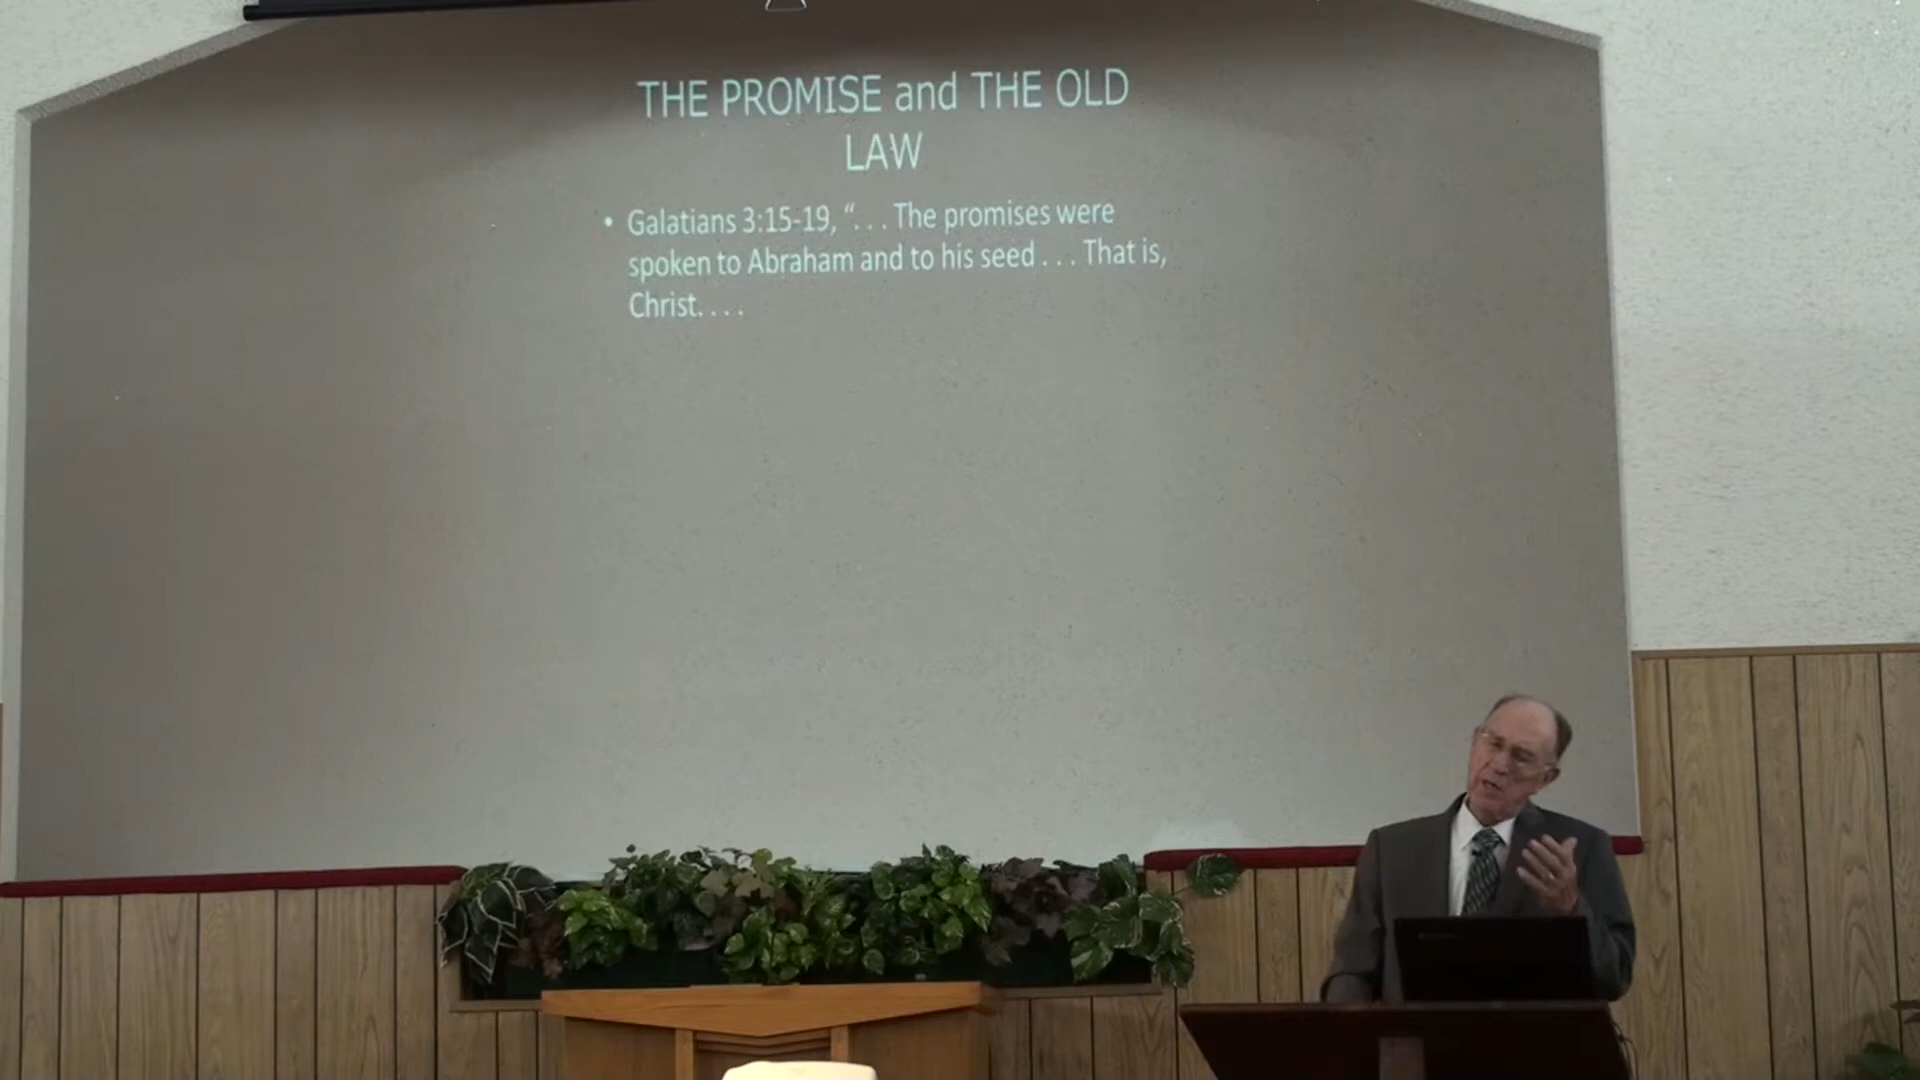 THE PROMISE and THE OLD
LAW
• Galatians 3:15-19, “. . . The promises were
spoken to Abraham and to his seed . . . That is,
Christ. . . .